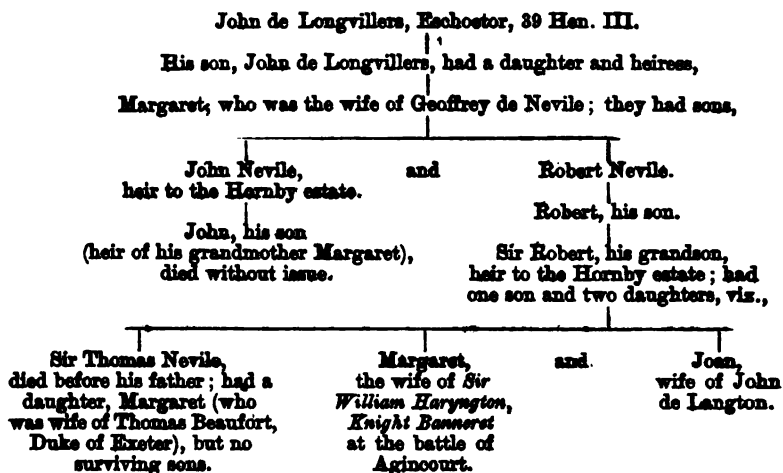 John de Longvillers, Escheator, 39 Hen. III.
His son, John de Longvillers, had a daughter and heiress,
Margaret, who was the wife of Geoffrey de Nevile; they had sons,
John Nevile,
heir to the Hornby estate.
and
Robert Nevile.
John, his son
(heir of his grandmother Margaret),
died without issue.
Robert, his son.
Sir Robert, his grandson,
heir to the Hornby estate; had
one son and two daughters, viz.,
Sir Thomas Nevile,
died before his father; had a
daughter, Margaret (who
was wife of Thomas Beaufort,
Duke of Exeter), but no
surviving sons.
Margaret,
the wife of Sir
William Haryngton,
Knight Banneret
at the battle of
Agincourt.
and
Joan,
wife of John
de Langton.